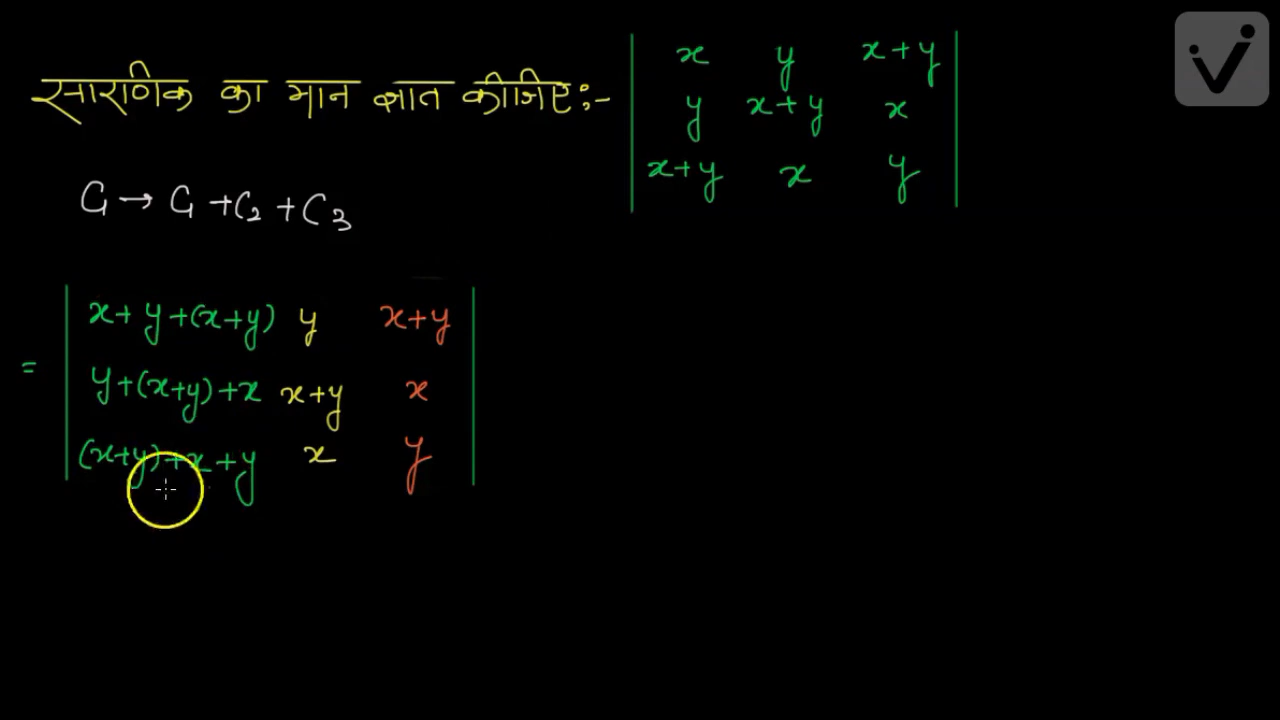 सारणिक का मान ज्ञात कीजिए:-
x y x+y
y x+y x
x+y x y
C₁ → C₁ + C₂ + C₃
x+ y+(x+y) y x+y
= y+(x+y)+x x+y x
(x+y)+x+y x y